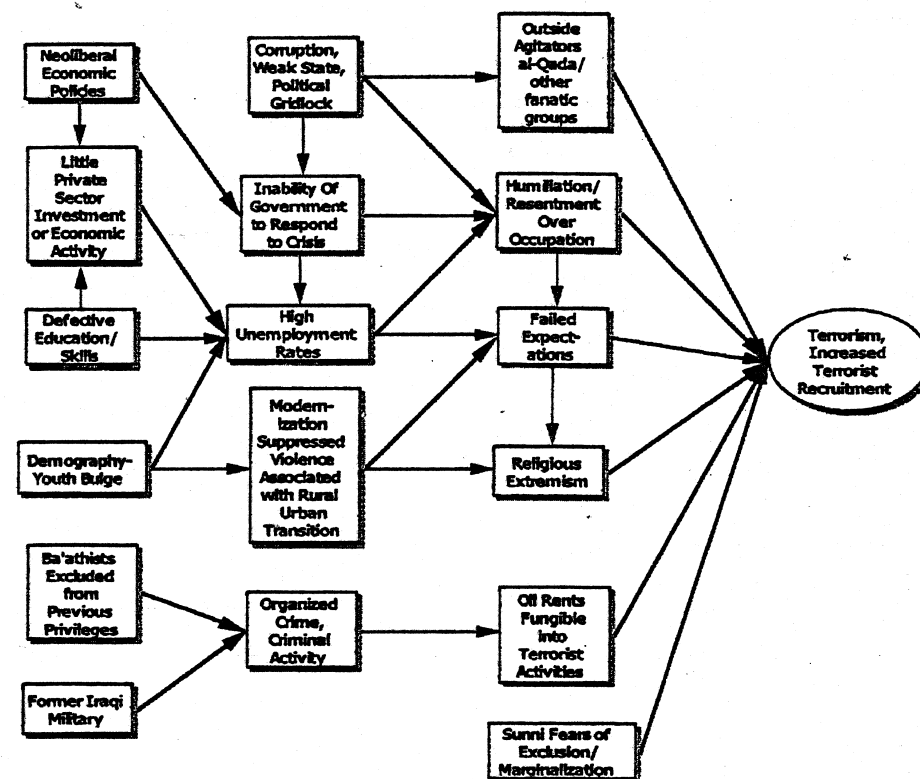 Neoliberal
Economic
Policies
Corruption,
Weak State,
Political
Gridlock
Outside
Agitators
al-Qada/
other
fanatic
groups
Little
Private
Sector
Investment
or Economic
Activity
Inability Of
Government
to Respond
to Crisis
Humiliation/
Resentment
Over
Occupation
Defective
Education/
Skills
High
Unemployment
Rates
Failed
Expect-
ations
Terrorism,
Increased
Terrorist
Recruitment
Demography-
Youth Bulge
Modern-
ization
Suppressed
Violence
Associated
with Rural
Urban
Transition
Religious
Extremism
Ba'athists
Excluded
from
Previous
Privileges
Organized
Crime,
Criminal
Activity
Oil Rents
Fungible
into
Terrorist
Activities
Former Iraqi
Military
Sunni Fears of
Exclusion/
Marginalization